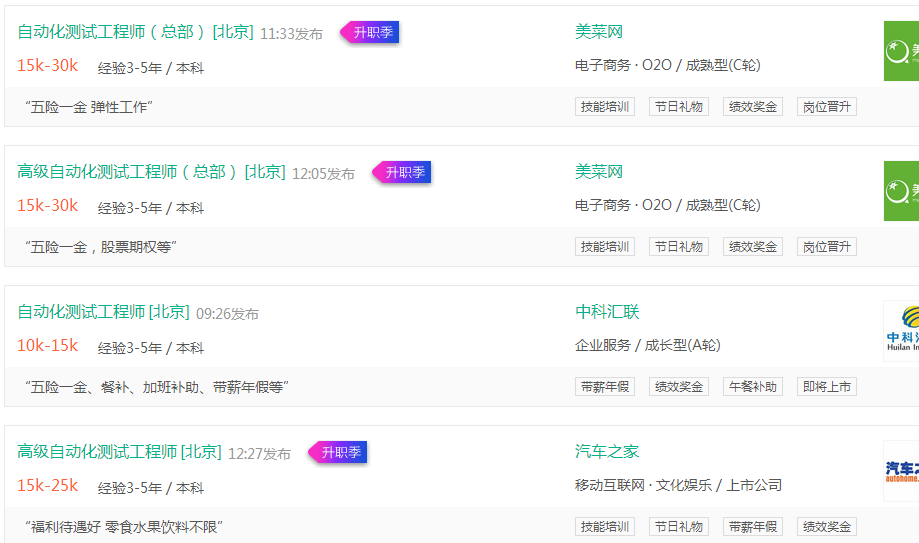 自动化测试工程师（总部） [北京] 11:33发布 升职季 美菜网
15k-30k 经验3-5年 / 本科 电子商务 · O2O / 成熟型(C轮)
“五险一金 弹性工作” 技能培训 节日礼物 绩效奖金 岗位晋升
高级自动化测试工程师（总部） [北京] 12:05发布 升职季 美菜网
15k-30k 经验3-5年 / 本科 电子商务 · O2O / 成熟型(C轮)
“五险一金，股票期权等” 技能培训 节日礼物 绩效奖金 岗位晋升
自动化测试工程师 [北京] 09:26发布 中科汇联
10k-15k 经验3-5年 / 本科 企业服务 / 成长型(A轮)
中科
Huilan In
“五险一金、餐补、加班补助、带薪年假等” 带薪年假 绩效奖金 午餐补助 即将上市
高级自动化测试工程师 [北京] 12:27发布 升职季 汽车之家
15k-25k 经验3-5年 / 本科 移动互联网 · 文化娱乐 / 上市公司
汽车
autohome
“福利待遇好 零食水果饮料不限” 技能培训 节日礼物 带薪年假 绩效奖金